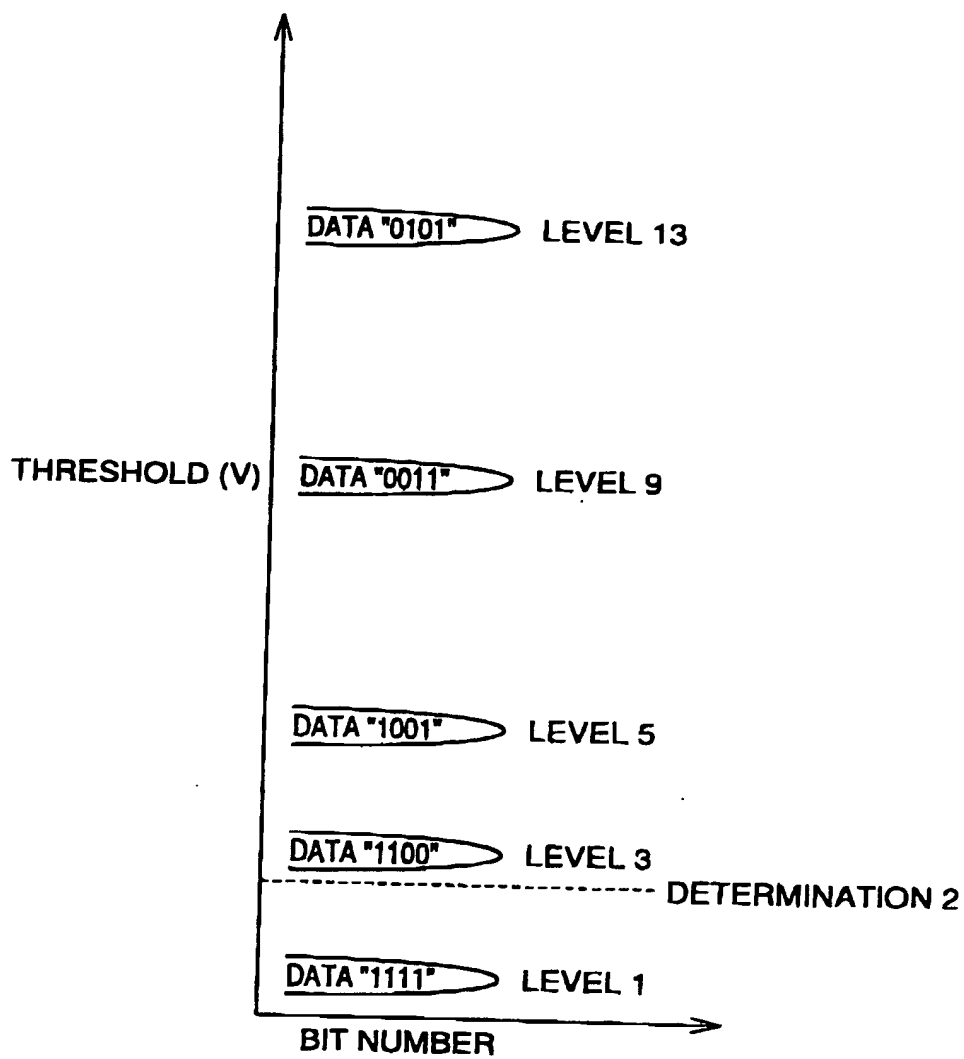 DATA "0101" LEVEL 13
THRESHOLD (V) DATA "0011" LEVEL 9
DATA "1001" LEVEL 5
DATA "1100" LEVEL 3
DETERMINATION 2
DATA "1111" LEVEL 1
BIT NUMBER